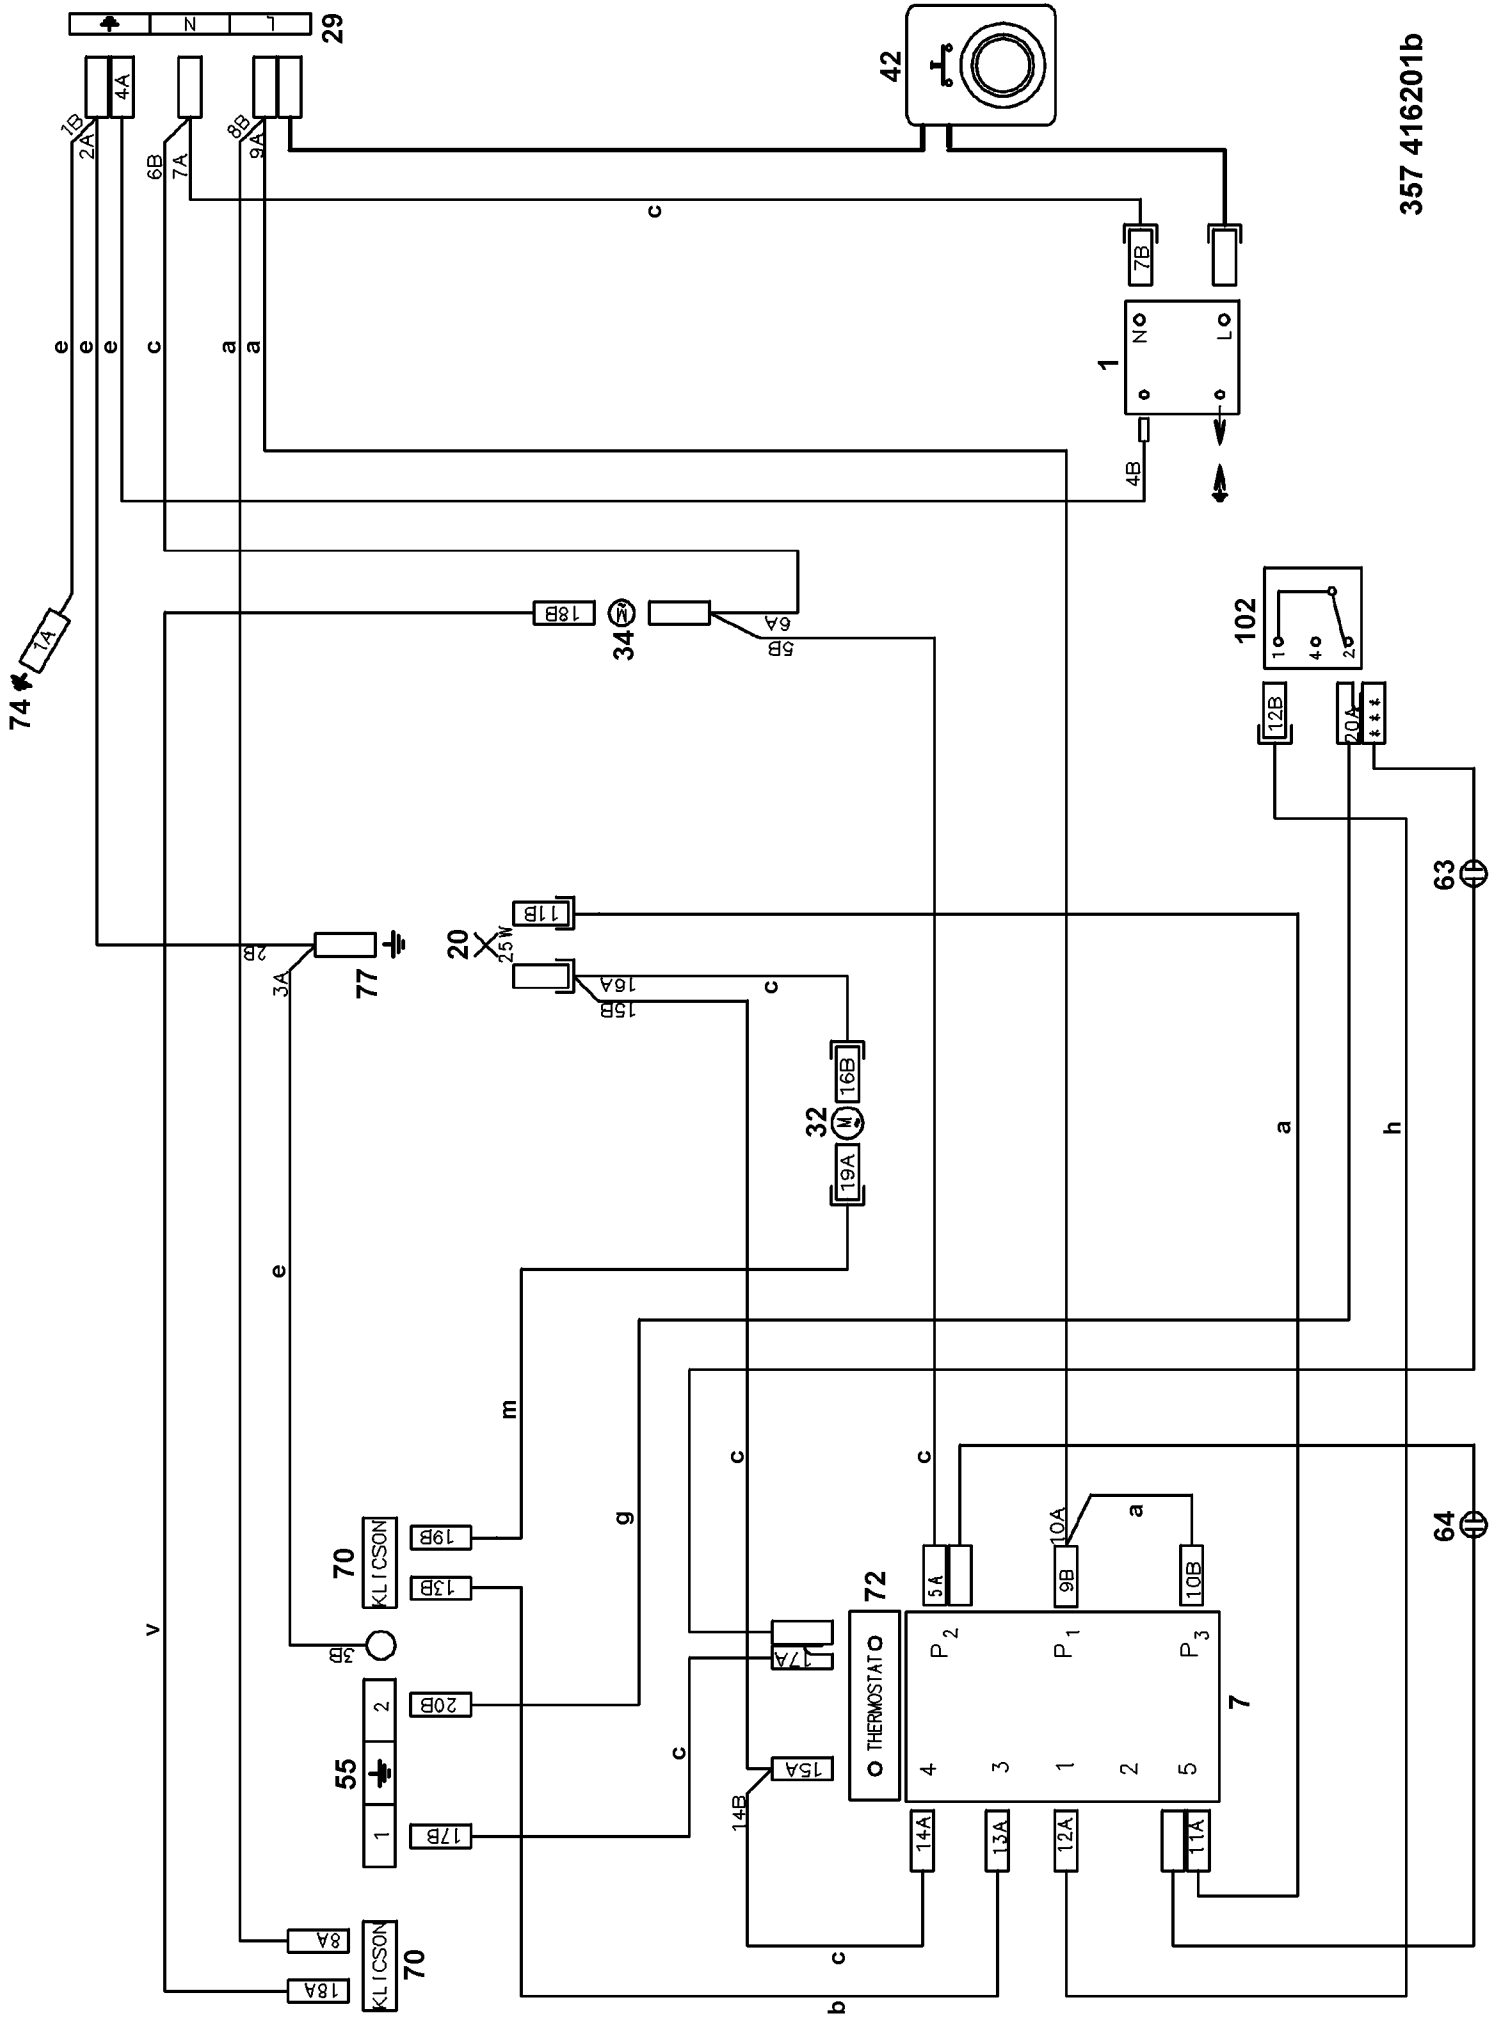 29
N
L
1B
2A
4A
6B
7A
8B
9A
42
357 416201b
c
7B
e
e
e
c
a
a
1
N
L
4B
1A
74
18B
34
M
6A
5B
102
1
4
2
12B
20A
***
63
2B
3A
77
20
25W
11B
16A
15B
c
16B
32
M
19A
a
h
e
m
g
c
c
64
70
KLICSON
19B
13B
v
3B
55
1
2
20B
17B
c
17A
15A
14B
72
THERMOSTAT
5A
10A
9B
a
10B
P2
P1
P3
7
4
3
1
2
5
14A
13A
12A
11A
8A
18A
KLICSON
70
c
b